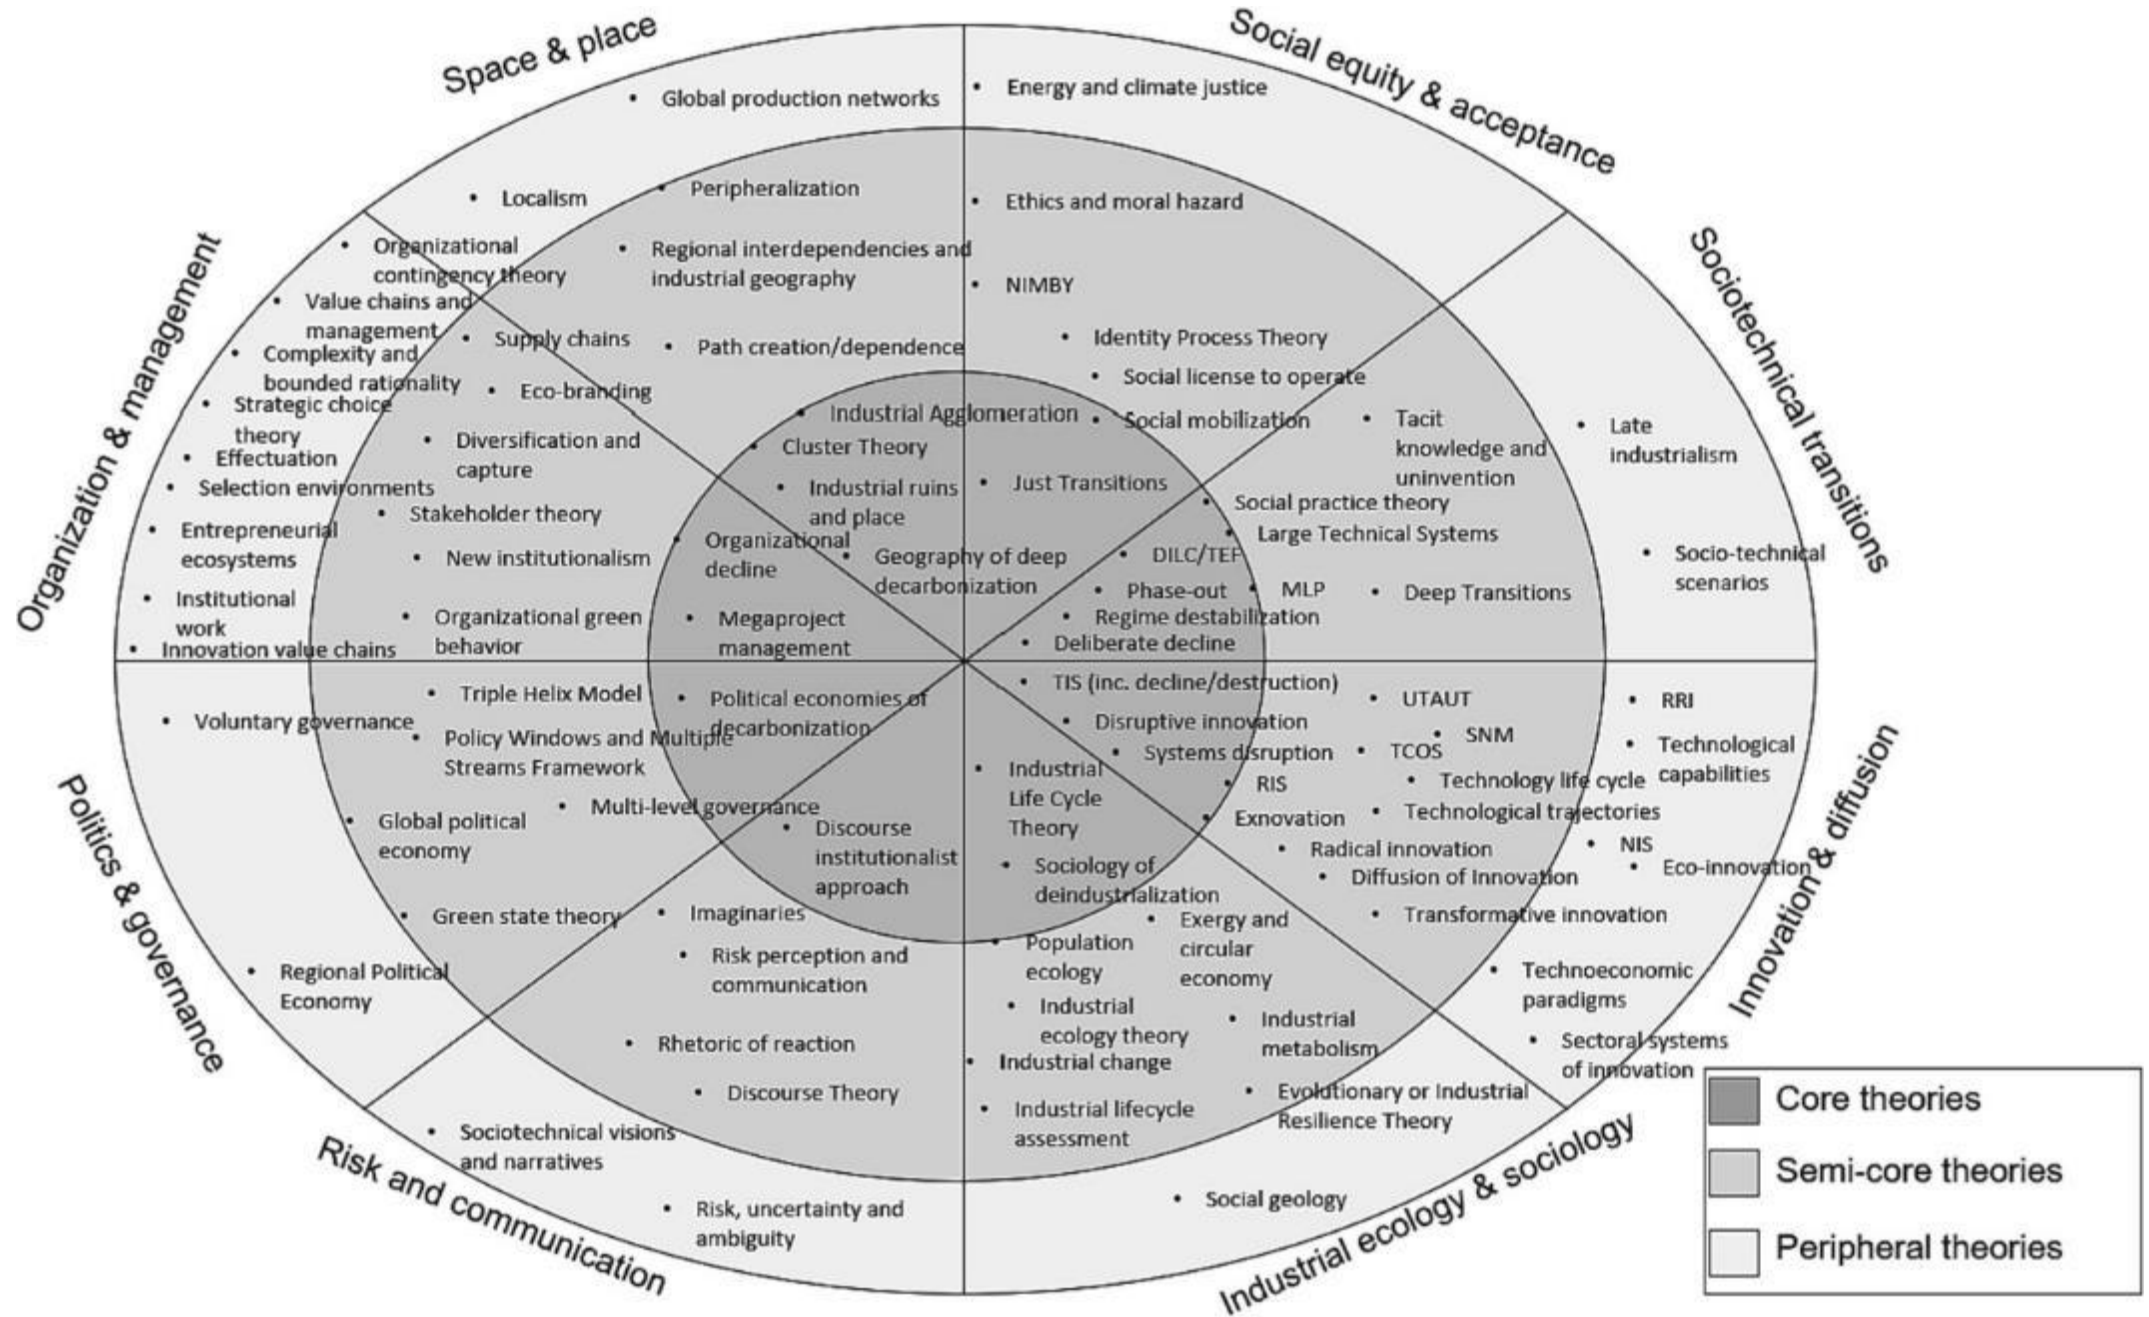 Space & place
Global production networks
Localism
Peripheralization
Regional interdependencies and
industrial geography
Path creation/dependence
Industrial Agglomeration
Cluster Theory
Industrial ruins
and place
Geography of deep
decarbonization
Social equity & acceptance
Energy and climate justice
Ethics and moral hazard
NIMBY
Identity Process Theory
Social license to operate
Social mobilization
Just Transitions
Sociotechnical transitions
Late
industrialism
Socio-technical
scenarios
Tacit
knowledge and
uninvention
Social practice theory
Large Technical Systems
DILC/TEF
Phase-out
MLP
Deep Transitions
Regime destabilization
Deliberate decline
Innovation & diffusion
TIS (inc. decline/destruction)
UTAUT
RRI
Disruptive innovation
SNM
Systems disruption
TCOS
Technological
capabilities
RIS
Technology life cycle
Exnovation
Technological trajectories
Radical innovation
NIS
Diffusion of Innovation
Eco-innovation
Transformative innovation
Technoeconomic
paradigms
Sectoral systems
of innovation
Industrial ecology & sociology
Industrial
Life Cycle
Theory
Sociology of
deindustrialization
Exergy and
circular
economy
Population
ecology
Industrial
ecology theory
Industrial
metabolism
Industrial change
Evolutionary or Industrial
Resilience Theory
Industrial lifecycle
assessment
Social geology
Risk and communication
Discourse
institutionalist
approach
Imaginaries
Risk perception and
communication
Rhetoric of reaction
Discourse Theory
Sociotechnical visions
and narratives
Risk, uncertainty and
ambiguity
Politics & governance
Political economies of
decarbonization
Triple Helix Model
Voluntary governance
Policy Windows and Multiple
Streams Framework
Multi-level governance
Global political
economy
Green state theory
Regional Political
Economy
Organization & management
Organizational
contingency theory
Value chains and
management
Complexity and
bounded rationality
Strategic choice
theory
Effectuation
Selection environments
Entrepreneurial
ecosystems
Institutional
work
Innovation value chains
Supply chains
Eco-branding
Diversification and
capture
Stakeholder theory
New institutionalism
Organizational green
behavior
Organizational
decline
Megaproject
management
Core theories
Semi-core theories
Peripheral theories